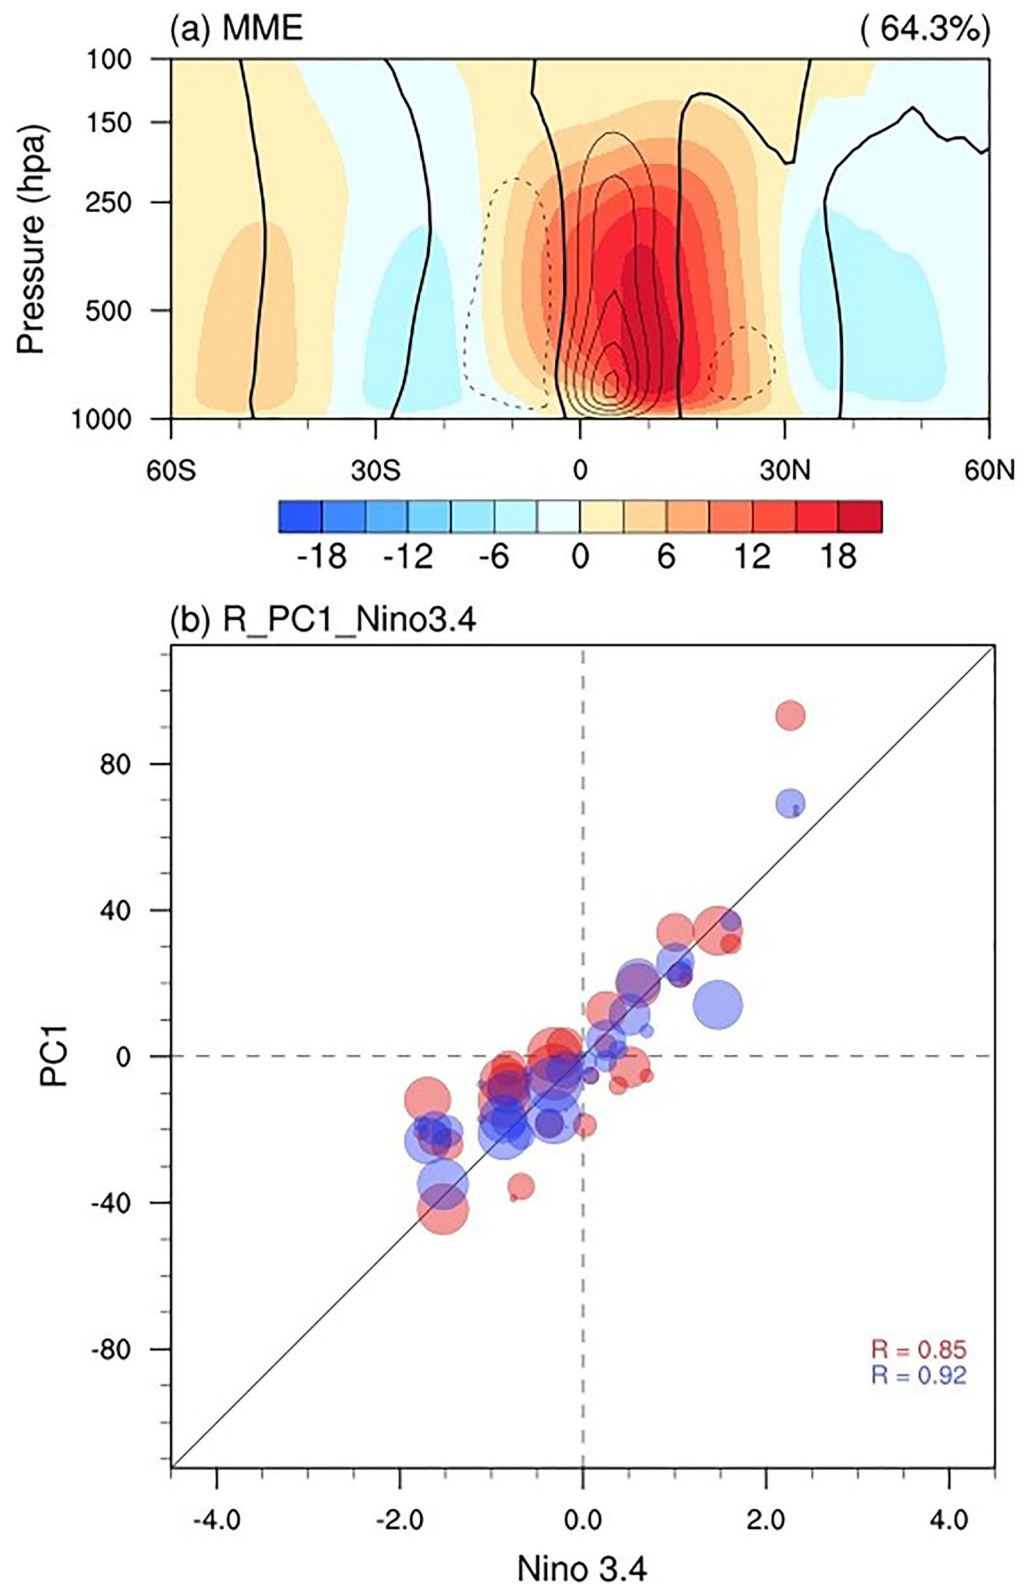 (a) MME ( 64.3%)
100
150
250
500
1000
Pressure (hpa)
60S 30S 0 30N 60N
-18 -12 -6 0 6 12 18
(b) R_PC1_Nino3.4
80
40
0
-40
-80
PC1
R = 0.85
R = 0.92
-4.0 -2.0 0.0 2.0 4.0
Nino 3.4